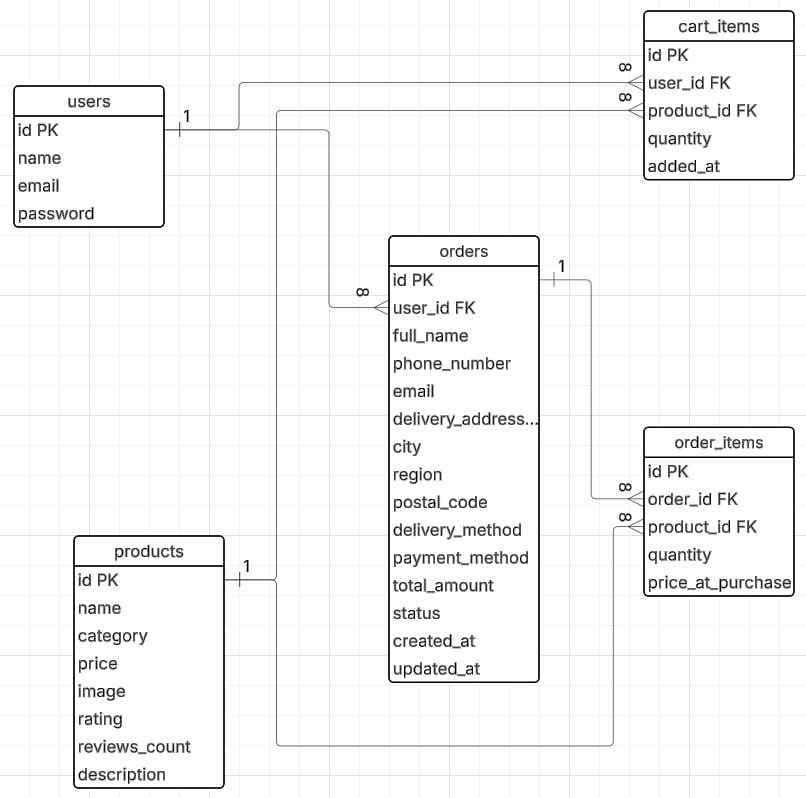 cart_items
id PK
user_id FK
product_id FK
quantity
added_at
∞
∞
users
id PK
name
email
password
1
orders
id PK
user_id FK
full_name
phone_number
email
delivery_address...
city
region
postal_code
delivery_method
payment_method
total_amount
status
created_at
updated_at
∞
1
order_items
id PK
order_id FK
product_id FK
quantity
price_at_purchase
∞
∞
products
id PK
name
category
price
image
rating
reviews_count
description
1